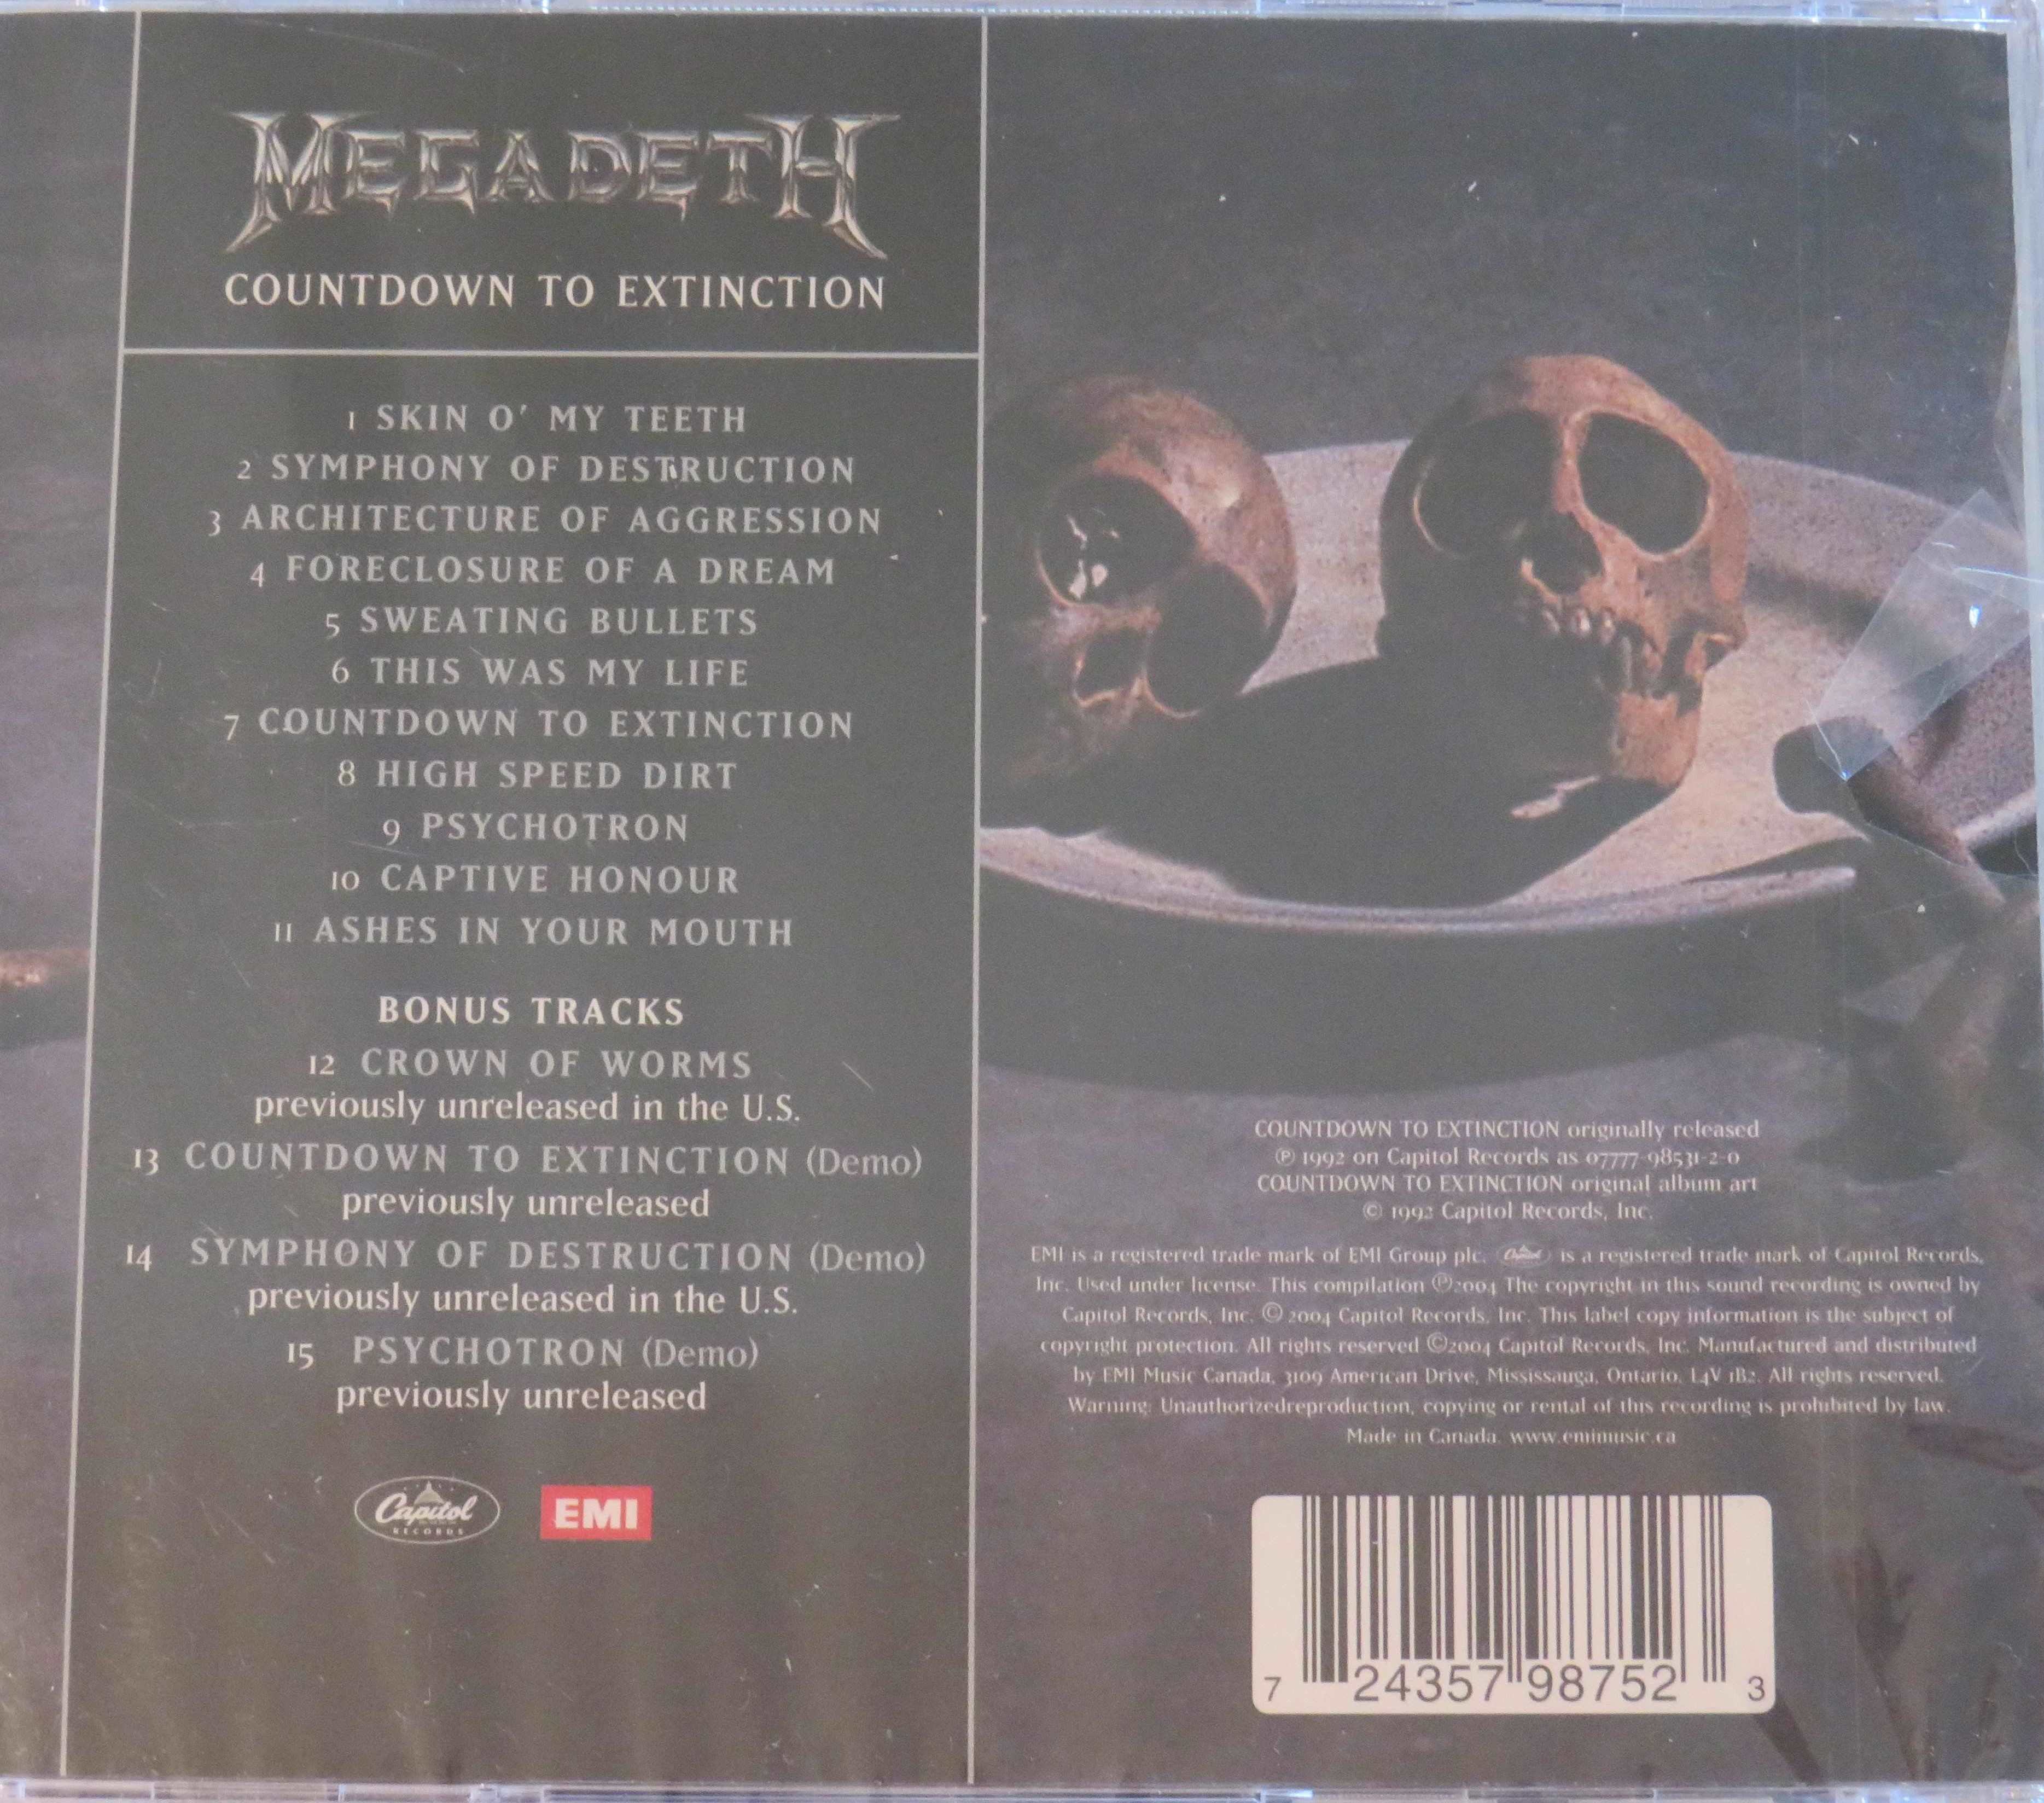 MEGADETH
COUNTDOWN TO EXTINCTION
1 SKIN O' MY TEETH
2 SYMPHONY OF DESTRUCTION
3 ARCHITECTURE OF AGGRESSION
4 FORECLOSURE OF A DREAM
5 SWEATING BULLETS
6 THIS WAS MY LIFE
7 COUNTDOWN TO EXTINCTION
8 HIGH SPEED DIRT
9 PSYCHOTRON
10 CAPTIVE HONOUR
11 ASHES IN YOUR MOUTH
BONUS TRACKS
12 CROWN OF WORMS
previously unreleased in the U.S.
13 COUNTDOWN TO EXTINCTION (Demo)
previously unreleased
14 SYMPHONY OF DESTRUCTION (Demo)
previously unreleased in the U.S.
15 PSYCHOTRON (Demo)
previously unreleased
Capitol
RECORDS
EMI
COUNTDOWN TO EXTINCTION originally released
℗ 1992 on Capitol Records as 07777-98531-2-0
COUNTDOWN TO EXTINCTION original album art
© 1992 Capitol Records, Inc.
EMI is a registered trade mark of EMI Group plc. Capitol is a registered trade mark of Capitol Records,
Inc. Used under license. This compilation ℗2004 The copyright in this sound recording is owned by
Capitol Records, Inc. © 2004 Capitol Records, Inc. This label copy information is the subject of
copyright protection. All rights reserved ©2004 Capitol Records, Inc. Manufactured and distributed
by EMI Music Canada, 3109 American Drive, Mississauga, Ontario. L4V 1B2. All rights reserved.
Warning: Unauthorizedreproduction, copying or rental of this recording is prohibited by law.
Made in Canada. www.emimusic.ca
7 24357 98752 3